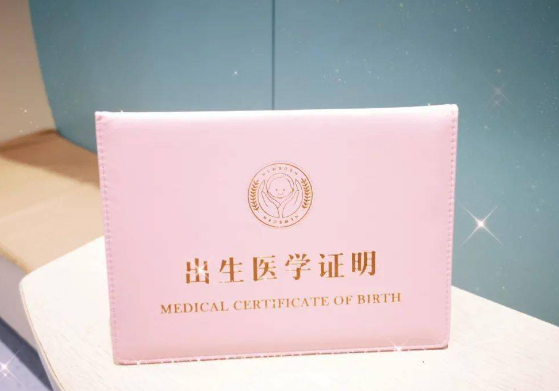 出生医学证明
MEDICAL CERTIFICATE OF BIRTH